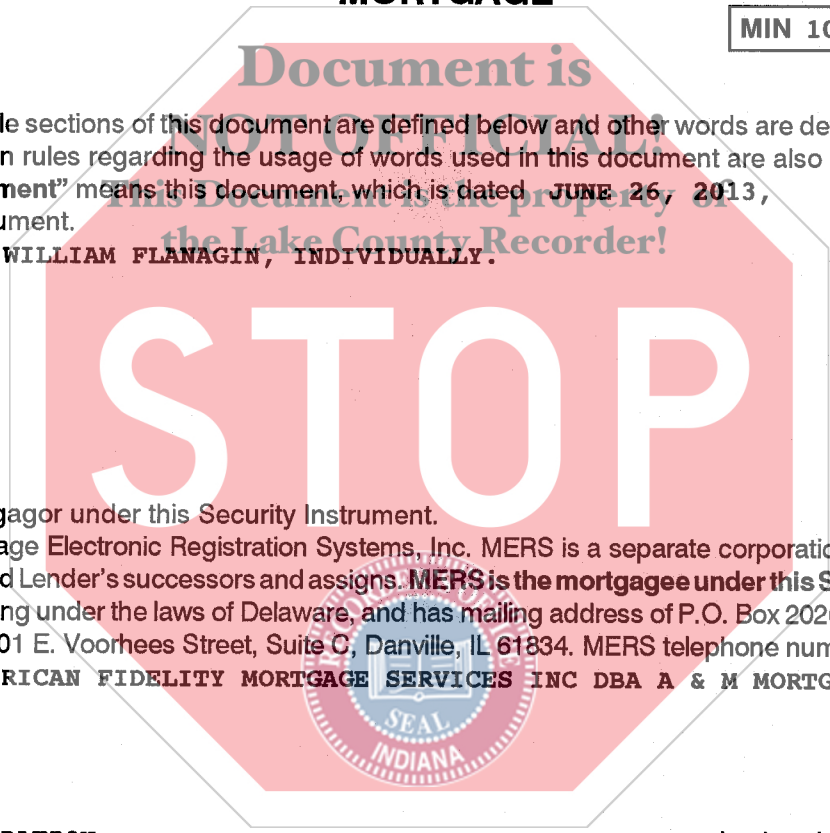 MORTGAGE
MIN 10
Document is
le sections of this document are defined below and other words are de
NOT OFFICIAL!
n rules regarding the usage of words used in this document are also
ment” means this document, which is dated JUNE 26, 2013,
This Document is the property of
ument.
the Lake County Recorder!
WILLIAM FLANAGIN, INDIVIDUALLY.
STOP
gagor under this Security Instrument.
age Electronic Registration Systems, Inc. MERS is a separate corporatio
d Lender's successors and assigns. MERS is the mortgagee under this S
ng under the laws of Delaware, and has mailing address of P.O. Box 202
01 E. Voorhees Street, Suite C, Danville, IL 61834. MERS telephone num
RICAN FIDELITY MORTGAGE SERVICES INC DBA A & M MORTG
SEAL
INDIANA